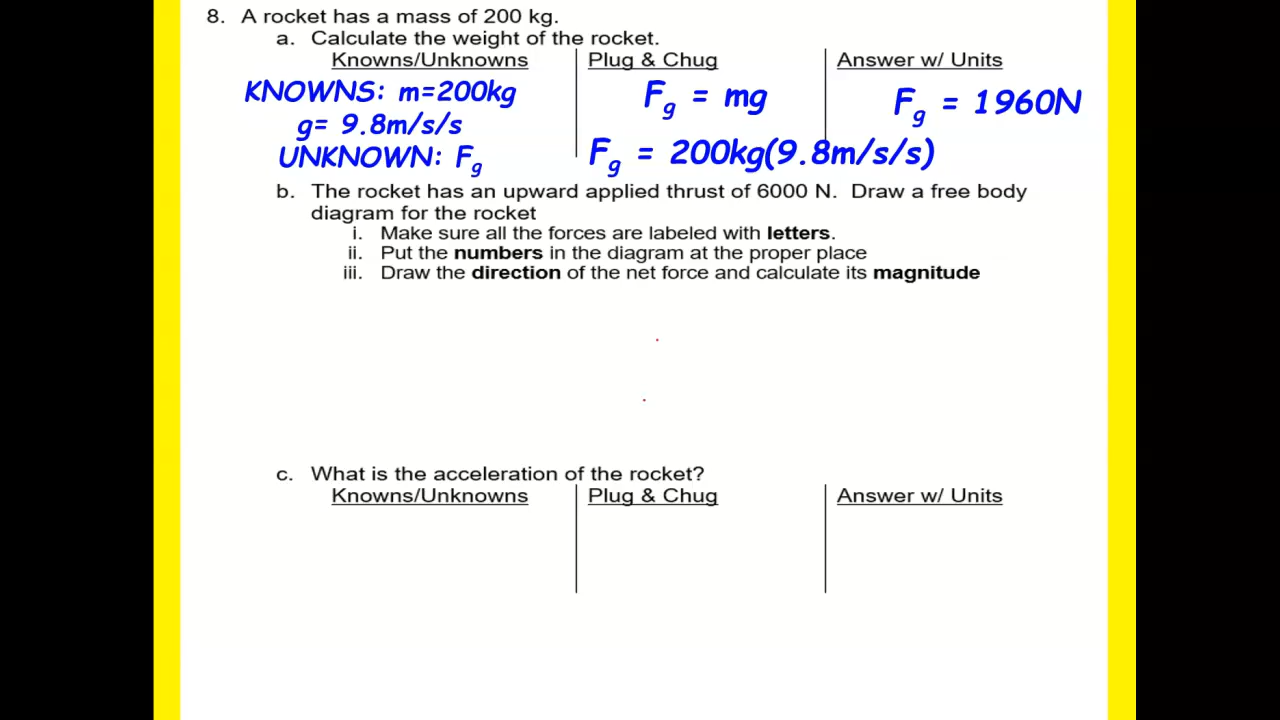 8. A rocket has a mass of 200 kg.
a. Calculate the weight of the rocket.
Knowns/Unknowns Plug & Chug Answer w/ Units
KNOWNS: m=200kg Fg = mg Fg = 1960N
g= 9.8m/s/s
UNKNOWN: Fg Fg = 200kg(9.8m/s/s)
b. The rocket has an upward applied thrust of 6000 N. Draw a free body
diagram for the rocket
i. Make sure all the forces are labeled with letters.
ii. Put the numbers in the diagram at the proper place
iii. Draw the direction of the net force and calculate its magnitude
c. What is the acceleration of the rocket?
Knowns/Unknowns Plug & Chug Answer w/ Units